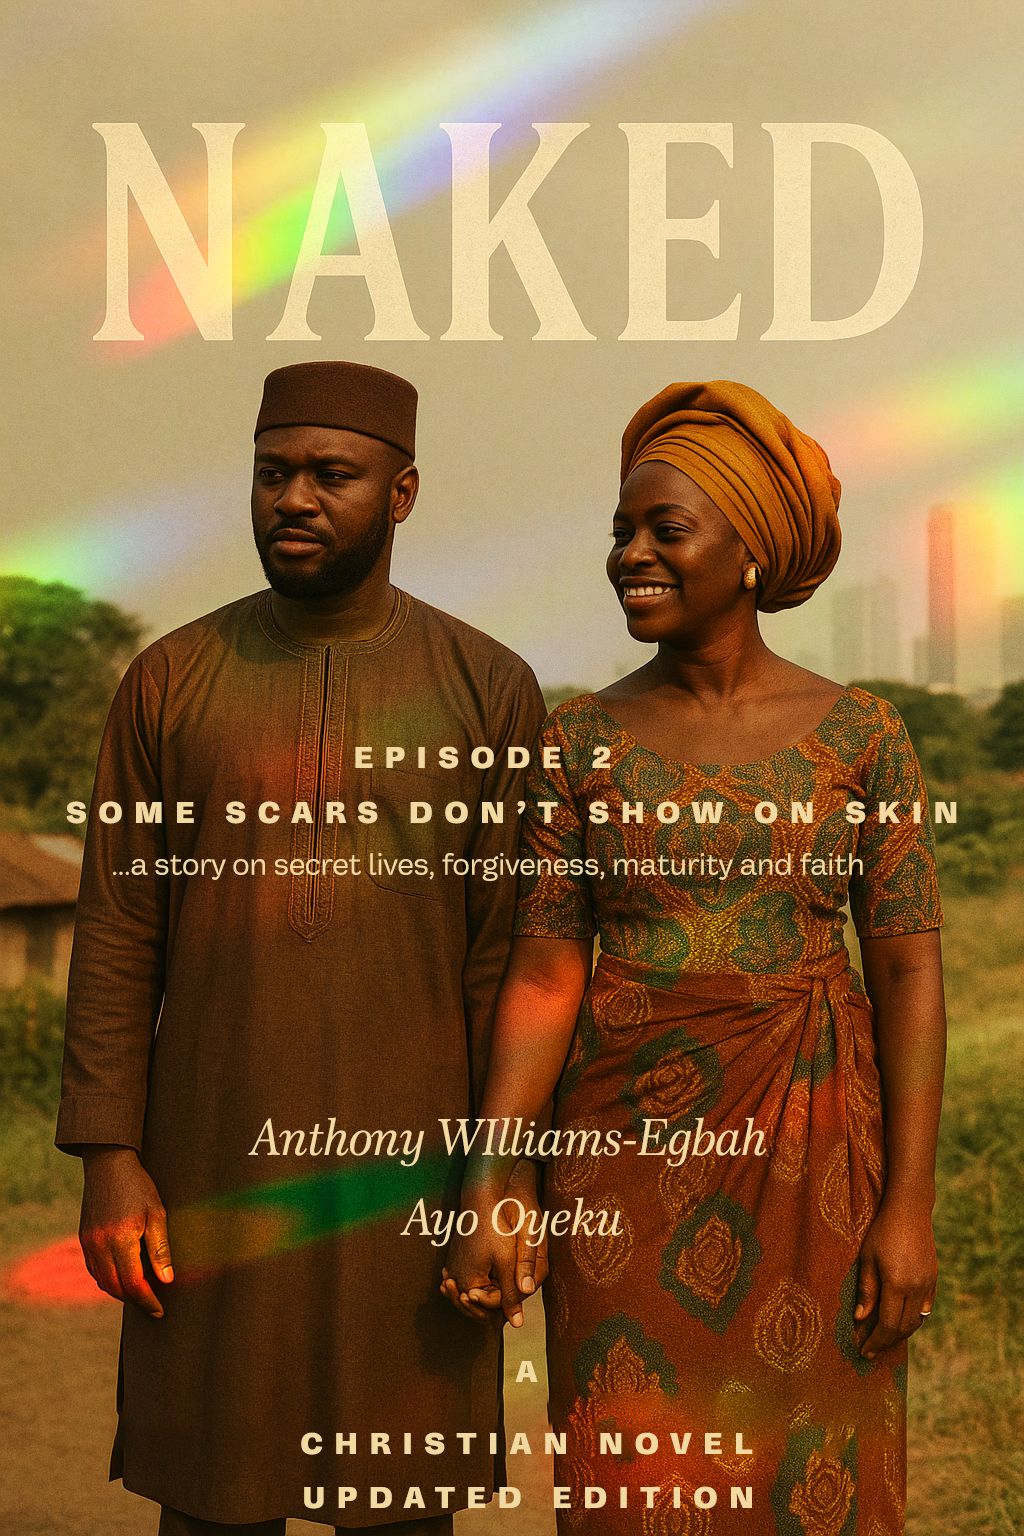 NAKED
EPISODE 2
SOME SCARS DON'T SHOW ON SKIN
...a story on secret lives, forgiveness, maturity and faith
Anthony WIlliams-Egbah
Ayo Oyeku
A
CHRISTIAN NOVEL
UPDATED EDITION